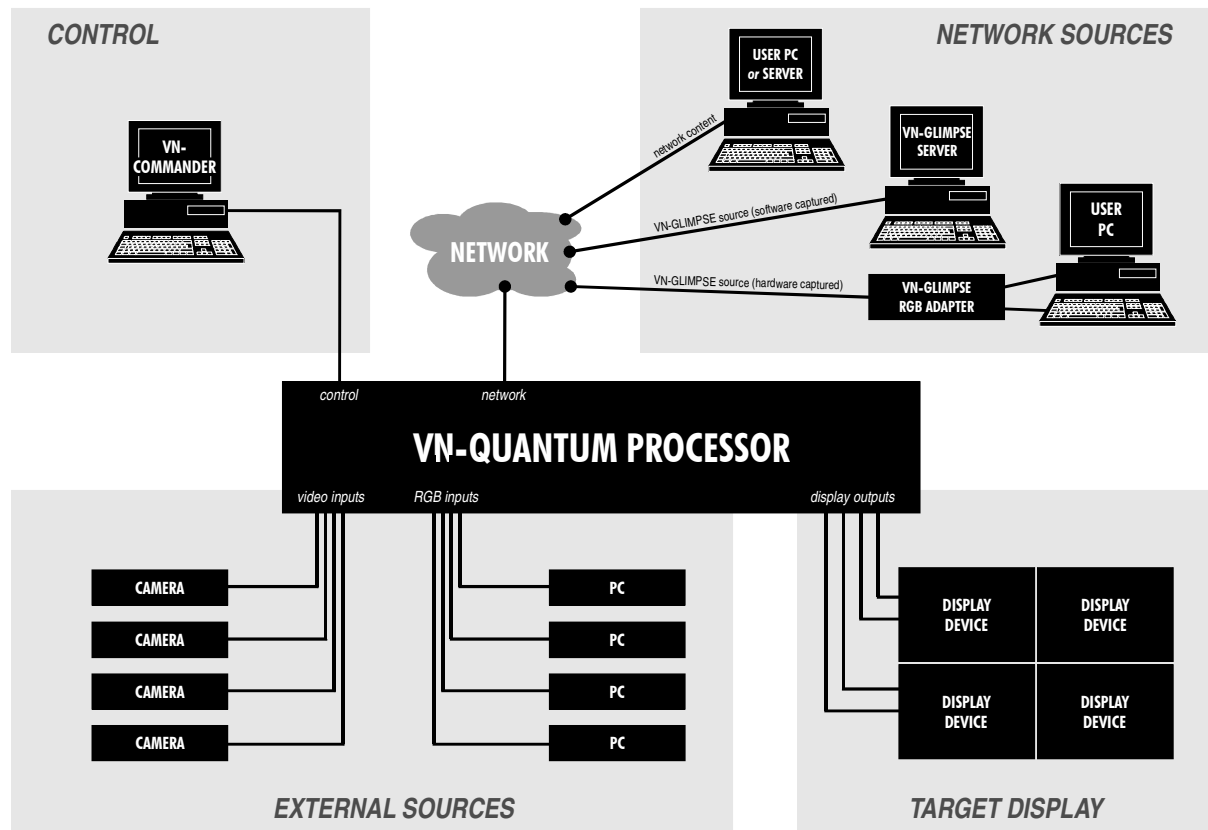 CONTROL
VN-
COMMANDER
NETWORK SOURCES
USER PC
or SERVER
network content
VN-GLIMPSE
SERVER
VN-GLIMPSE source (software captured)
USER
PC
NETWORK
VN-GLIMPSE source (hardware captured)
VN-GLIMPSE
RGB ADAPTER
control
network
VN-QUANTUM PROCESSOR
video inputs
RGB inputs
display outputs
CAMERA
CAMERA
CAMERA
CAMERA
PC
PC
PC
PC
EXTERNAL SOURCES
DISPLAY
DEVICE
DISPLAY
DEVICE
DISPLAY
DEVICE
DISPLAY
DEVICE
TARGET DISPLAY